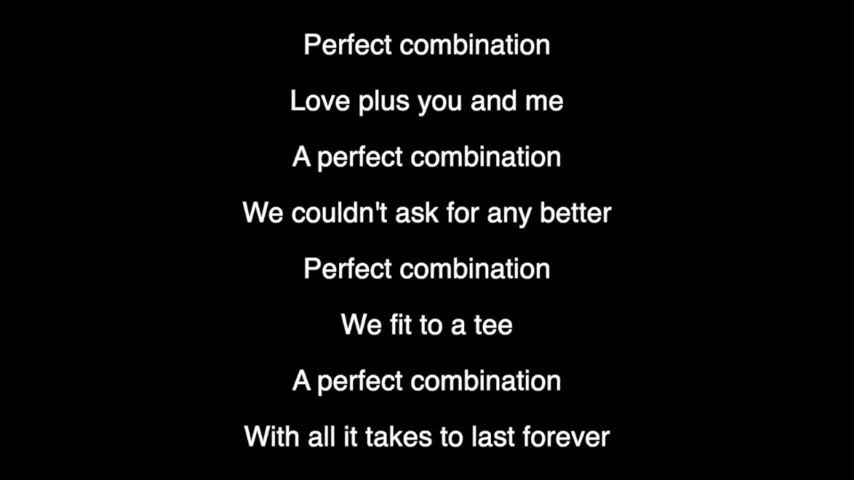 Perfect combination
Love plus you and me
A perfect combination
We couldn't ask for any better
Perfect combination
We fit to a tee
A perfect combination
With all it takes to last forever